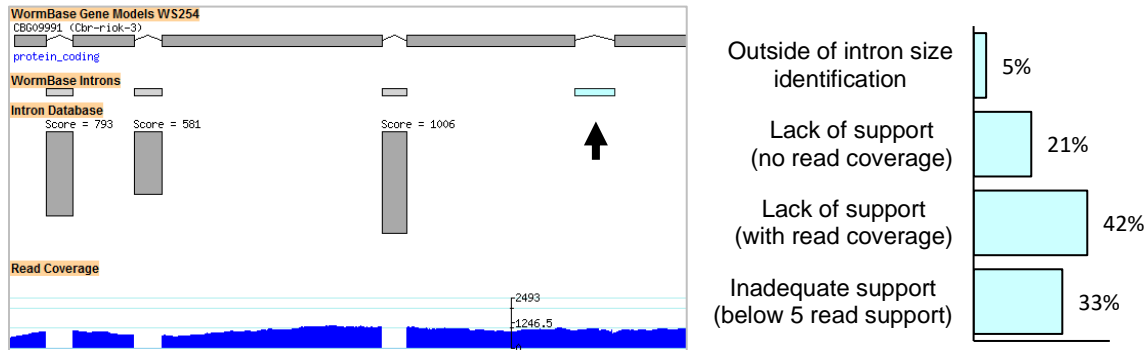 WormBase Gene Models WS254
CBG09991 (Cbr-riok-3)
protein_coding
WormBase Introns
Intron Database
Score = 793 Score = 581 Score = 1006
Read Coverage
2493
1246.5
0
Outside of intron size
identification
5%
Lack of support
(no read coverage)
21%
Lack of support
(with read coverage)
42%
Inadequate support
(below 5 read support)
33%